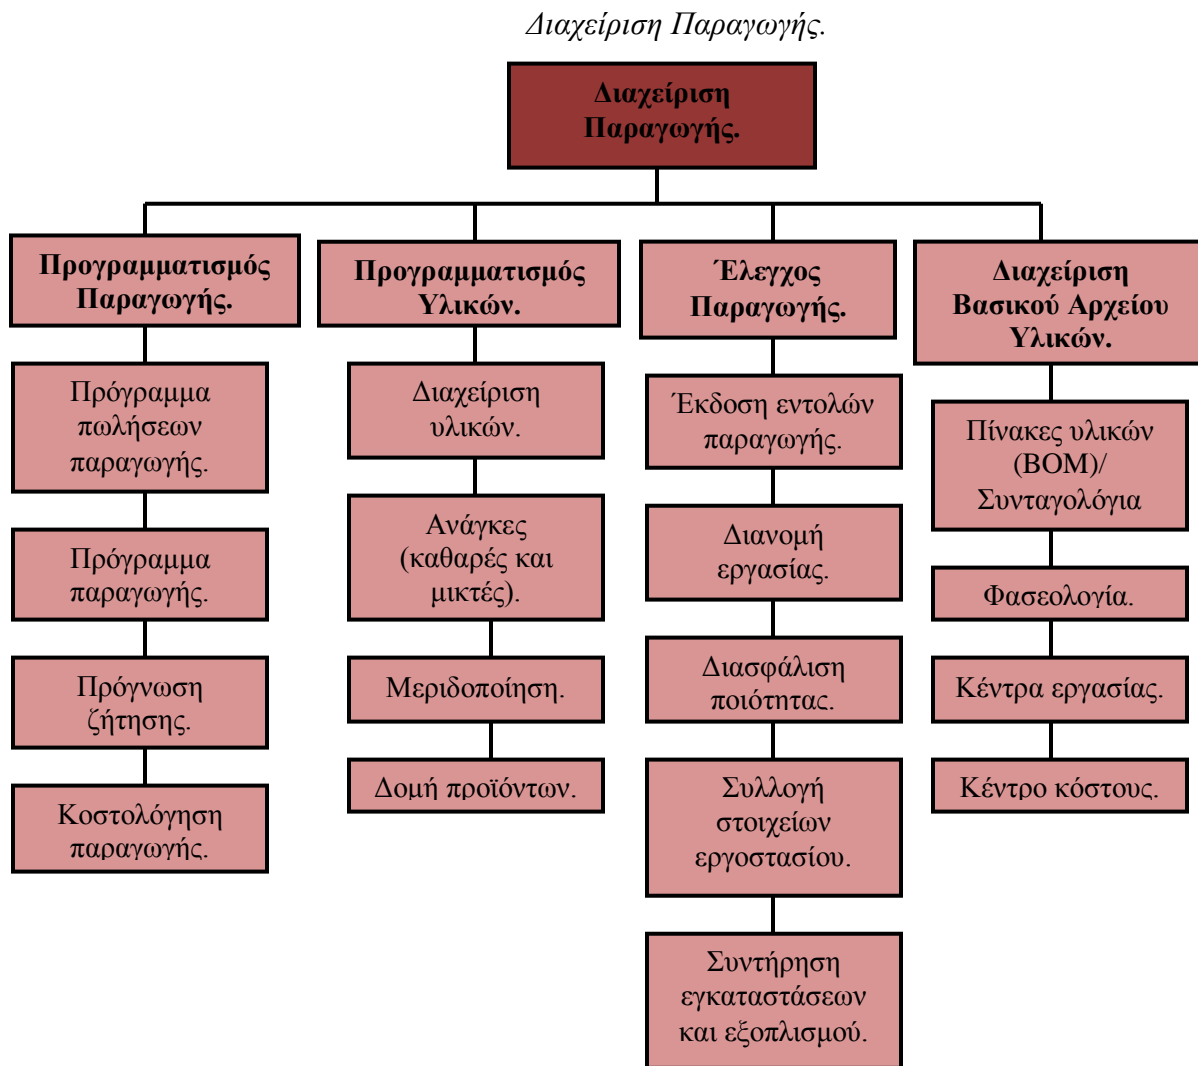 Διαχείριση Παραγωγής.
Διαχείριση
Παραγωγής.
Προγραμματισμός
Παραγωγής.
Πρόγραμμα
πωλήσεων
παραγωγής.
Πρόγραμμα
παραγωγής.
Πρόγνωση
ζήτησης.
Κοστολόγηση
παραγωγής.
Προγραμματισμός
Υλικών.
Διαχείριση
υλικών.
Ανάγκες
(καθαρές και
μικτές).
Μεριδοποίηση.
Δομή προϊόντων.
Έλεγχος
Παραγωγής.
Έκδοση εντολών
παραγωγής.
Διανομή
εργασίας.
Διασφάλιση
ποιότητας.
Συλλογή
στοιχείων
εργοστασίου.
Συντήρηση
εγκαταστάσεων
και εξοπλισμού.
Διαχείριση
Βασικού Αρχείου
Υλικών.
Πίνακες υλικών
(BOM)/
Συνταγολόγια
Φασεολογία.
Κέντρα εργασίας.
Κέντρο κόστους.